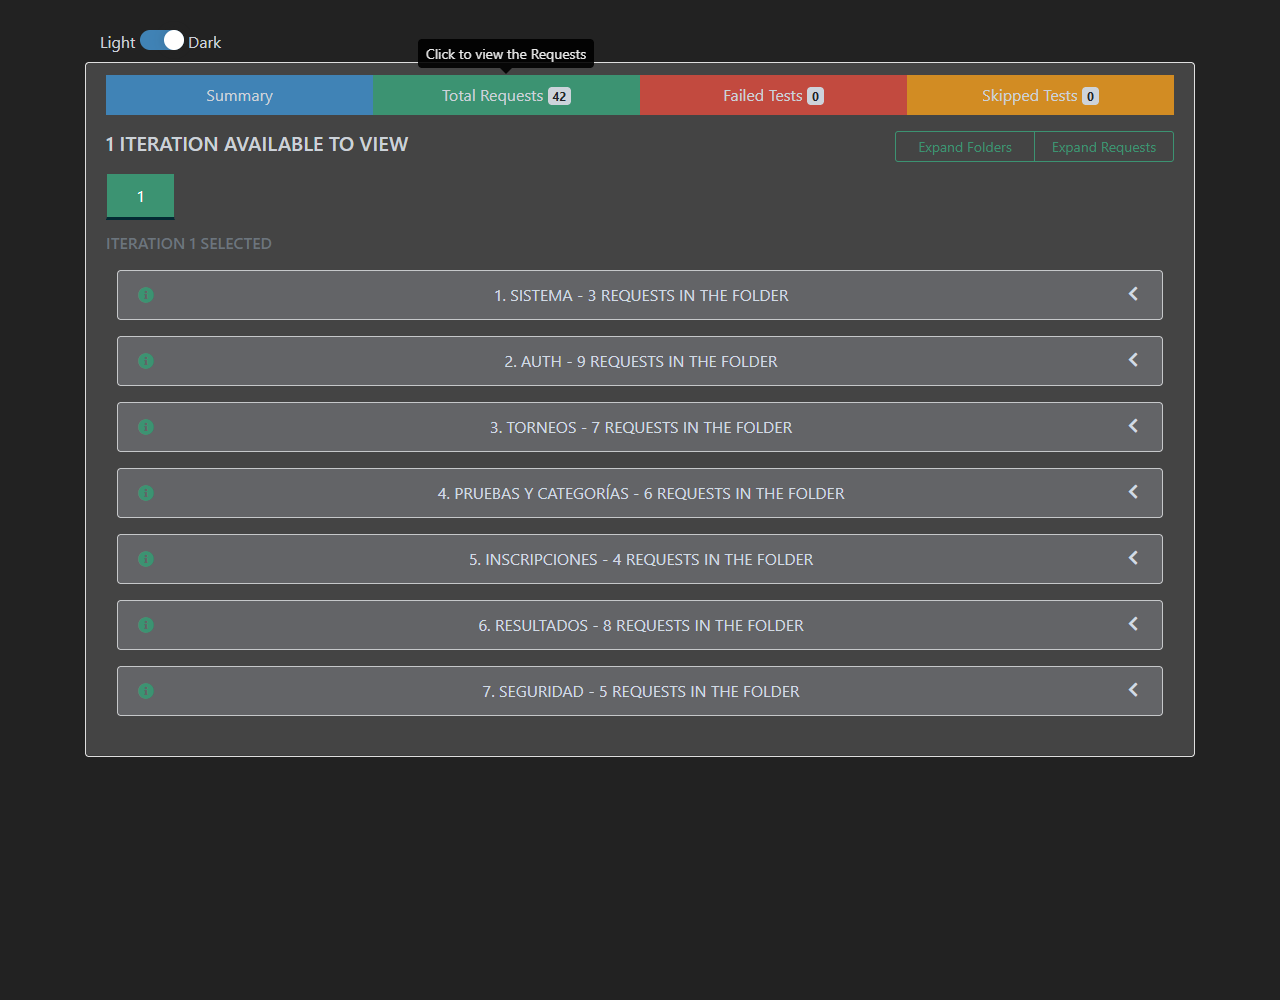 Light Dark
Click to view the Requests
Summary
Total Requests 42
Failed Tests 0
Skipped Tests 0
1 ITERATION AVAILABLE TO VIEW
Expand Folders
Expand Requests
1
ITERATION 1 SELECTED
1. SISTEMA - 3 REQUESTS IN THE FOLDER
2. AUTH - 9 REQUESTS IN THE FOLDER
3. TORNEOS - 7 REQUESTS IN THE FOLDER
4. PRUEBAS Y CATEGORÍAS - 6 REQUESTS IN THE FOLDER
5. INSCRIPCIONES - 4 REQUESTS IN THE FOLDER
6. RESULTADOS - 8 REQUESTS IN THE FOLDER
7. SEGURIDAD - 5 REQUESTS IN THE FOLDER